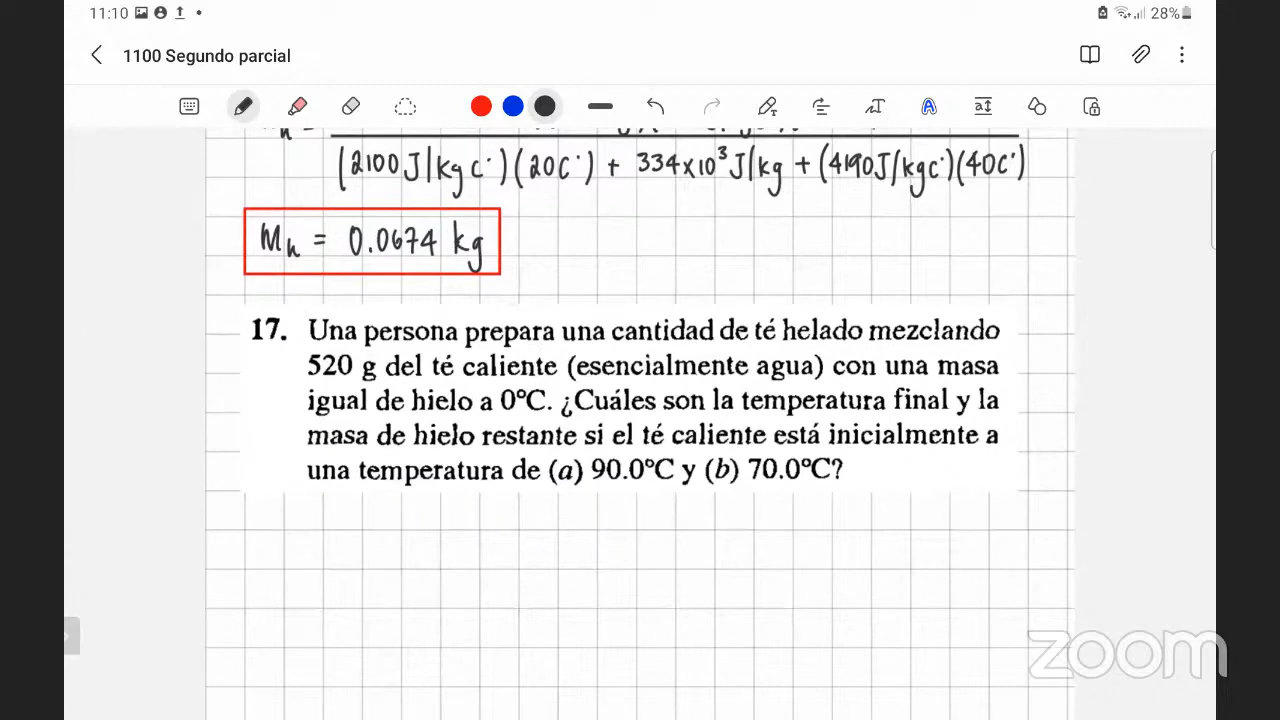 11:10
28%
1100 Segundo parcial
(2100 J/kg C°)(20C°) + 334x10³ J/kg + (4190J/kgC°)(40C°)
Mh = 0.0674 kg
17. Una persona prepara una cantidad de té helado mezclando
520 g del té caliente (esencialmente agua) con una masa
igual de hielo a 0°C. ¿Cuáles son la temperatura final y la
masa de hielo restante si el té caliente está inicialmente a
una temperatura de (a) 90.0°C y (b) 70.0°C?
zoom